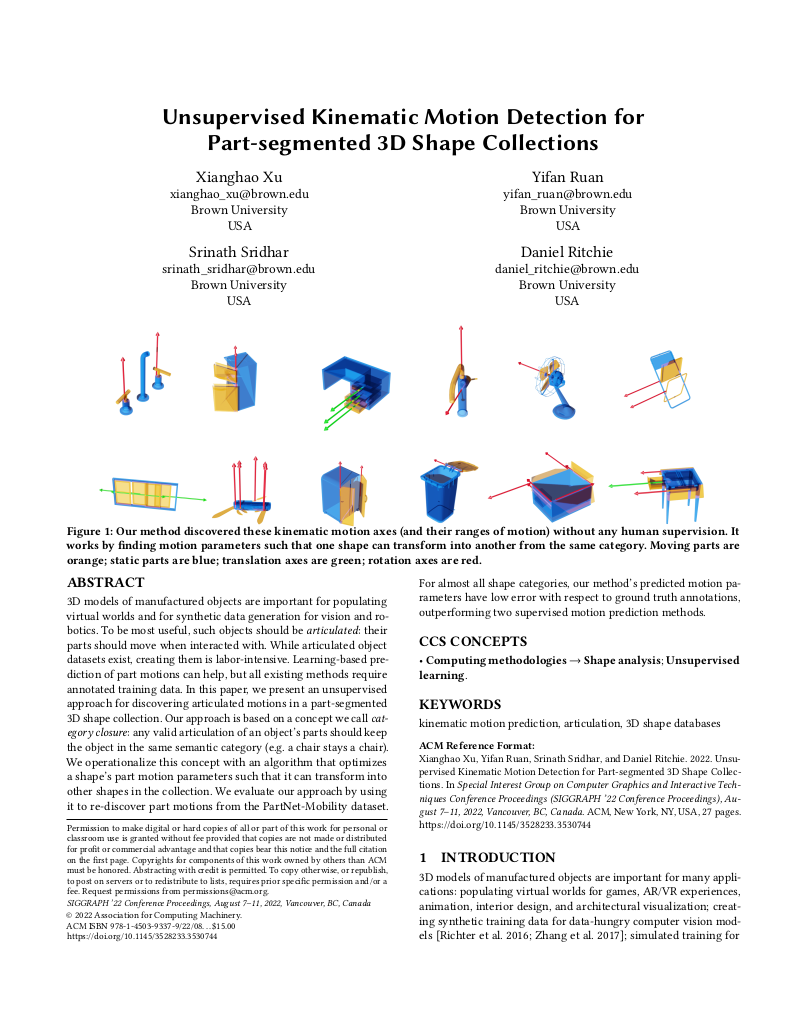 Unsupervised Kinematic Motion Detection for
Part-segmented 3D Shape Collections
Xianghao Xu
xianghao_xu@brown.edu
Brown University
USA
Yifan Ruan
yifan_ruan@brown.edu
Brown University
USA
Srinath Sridhar
srinath_sridhar@brown.edu
Brown University
USA
Daniel Ritchie
daniel_ritchie@brown.edu
Brown University
USA
Figure 1: Our method discovered these kinematic motion axes (and their ranges of motion) without any human supervision. It
works by finding motion parameters such that one shape can transform into another from the same category. Moving parts are
orange; static parts are blue; translation axes are green; rotation axes are red.
ABSTRACT
3D models of manufactured objects are important for populating
virtual worlds and for synthetic data generation for vision and ro-
botics. To be most useful, such objects should be articulated: their
parts should move when interacted with. While articulated object
datasets exist, creating them is labor-intensive. Learning-based pre-
diction of part motions can help, but all existing methods require
annotated training data. In this paper, we present an unsupervised
approach for discovering articulated motions in a part-segmented
3D shape collection. Our approach is based on a concept we call cat-
egory closure: any valid articulation of an object's parts should keep
the object in the same semantic category (e.g. a chair stays a chair).
We operationalize this concept with an algorithm that optimizes
a shape's part motion parameters such that it can transform into
other shapes in the collection. We evaluate our approach by using
it to re-discover part motions from the PartNet-Mobility dataset.
Permission to make digital or hard copies of all or part of this work for personal or
classroom use is granted without fee provided that copies are not made or distributed
for profit or commercial advantage and that copies bear this notice and the full citation
on the first page. Copyrights for components of this work owned by others than ACM
must be honored. Abstracting with credit is permitted. To copy otherwise, or republish,
to post on servers or to redistribute to lists, requires prior specific permission and/or a
fee. Request permissions from permissions@acm.org.
SIGGRAPH '22 Conference Proceedings, August 7–11, 2022, Vancouver, BC, Canada
© 2022 Association for Computing Machinery.
ACM ISBN 978-1-4503-9337-9/22/08...$15.00
https://doi.org/10.1145/3528233.3530744
For almost all shape categories, our method's predicted motion pa-
rameters have low error with respect to ground truth annotations,
outperforming two supervised motion prediction methods.
CCS CONCEPTS
• Computing methodologies → Shape analysis; Unsupervised
learning.
KEYWORDS
kinematic motion prediction, articulation, 3D shape databases
ACM Reference Format:
Xianghao Xu, Yifan Ruan, Srinath Sridhar, and Daniel Ritchie. 2022. Unsu-
pervised Kinematic Motion Detection for Part-segmented 3D Shape Collec-
tions. In Special Interest Group on Computer Graphics and Interactive Tech-
niques Conference Proceedings (SIGGRAPH '22 Conference Proceedings), Au-
gust 7–11, 2022, Vancouver, BC, Canada. ACM, New York, NY, USA, 27 pages.
https://doi.org/10.1145/3528233.3530744
1 INTRODUCTION
3D models of manufactured objects are important for many appli-
cations: populating virtual worlds for games, AR/VR experiences,
animation, interior design, and architectural visualization; creat-
ing synthetic training data for data-hungry computer vision mod-
els [Richter et al. 2016; Zhang et al. 2017]; simulated training for